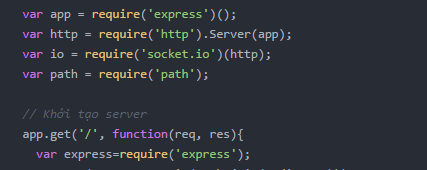 var app = require('express')();
var http = require('http').Server(app);
var io = require('socket.io')(http);
var path = require('path');
// Khởi tạo server
app.get('/', function(req, res){
var express=require('express');